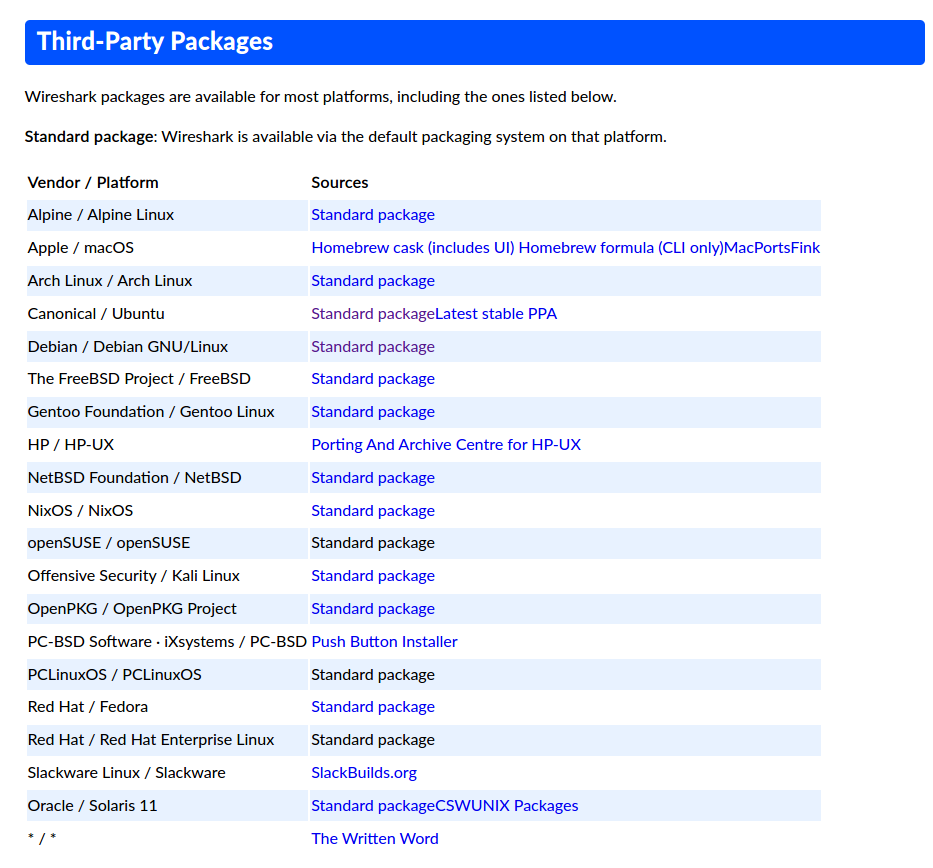 Third-Party Packages
Wireshark packages are available for most platforms, including the ones listed below.
Standard package: Wireshark is available via the default packaging system on that platform.
Vendor / Platform Sources
Alpine / Alpine Linux Standard package
Apple / macOS Homebrew cask (includes UI) Homebrew formula (CLI only)MacPortsFink
Arch Linux / Arch Linux Standard package
Canonical / Ubuntu Standard packageLatest stable PPA
Debian / Debian GNU/Linux Standard package
The FreeBSD Project / FreeBSD Standard package
Gentoo Foundation / Gentoo Linux Standard package
HP / HP-UX Porting And Archive Centre for HP-UX
NetBSD Foundation / NetBSD Standard package
NixOS / NixOS Standard package
openSUSE / openSUSE Standard package
Offensive Security / Kali Linux Standard package
OpenPKG / OpenPKG Project Standard package
PC-BSD Software · iXsystems / PC-BSD Push Button Installer
PCLinuxOS / PCLinuxOS Standard package
Red Hat / Fedora Standard package
Red Hat / Red Hat Enterprise Linux Standard package
Slackware Linux / Slackware SlackBuilds.org
Oracle / Solaris 11 Standard packageCSWUNIX Packages
* / * The Written Word